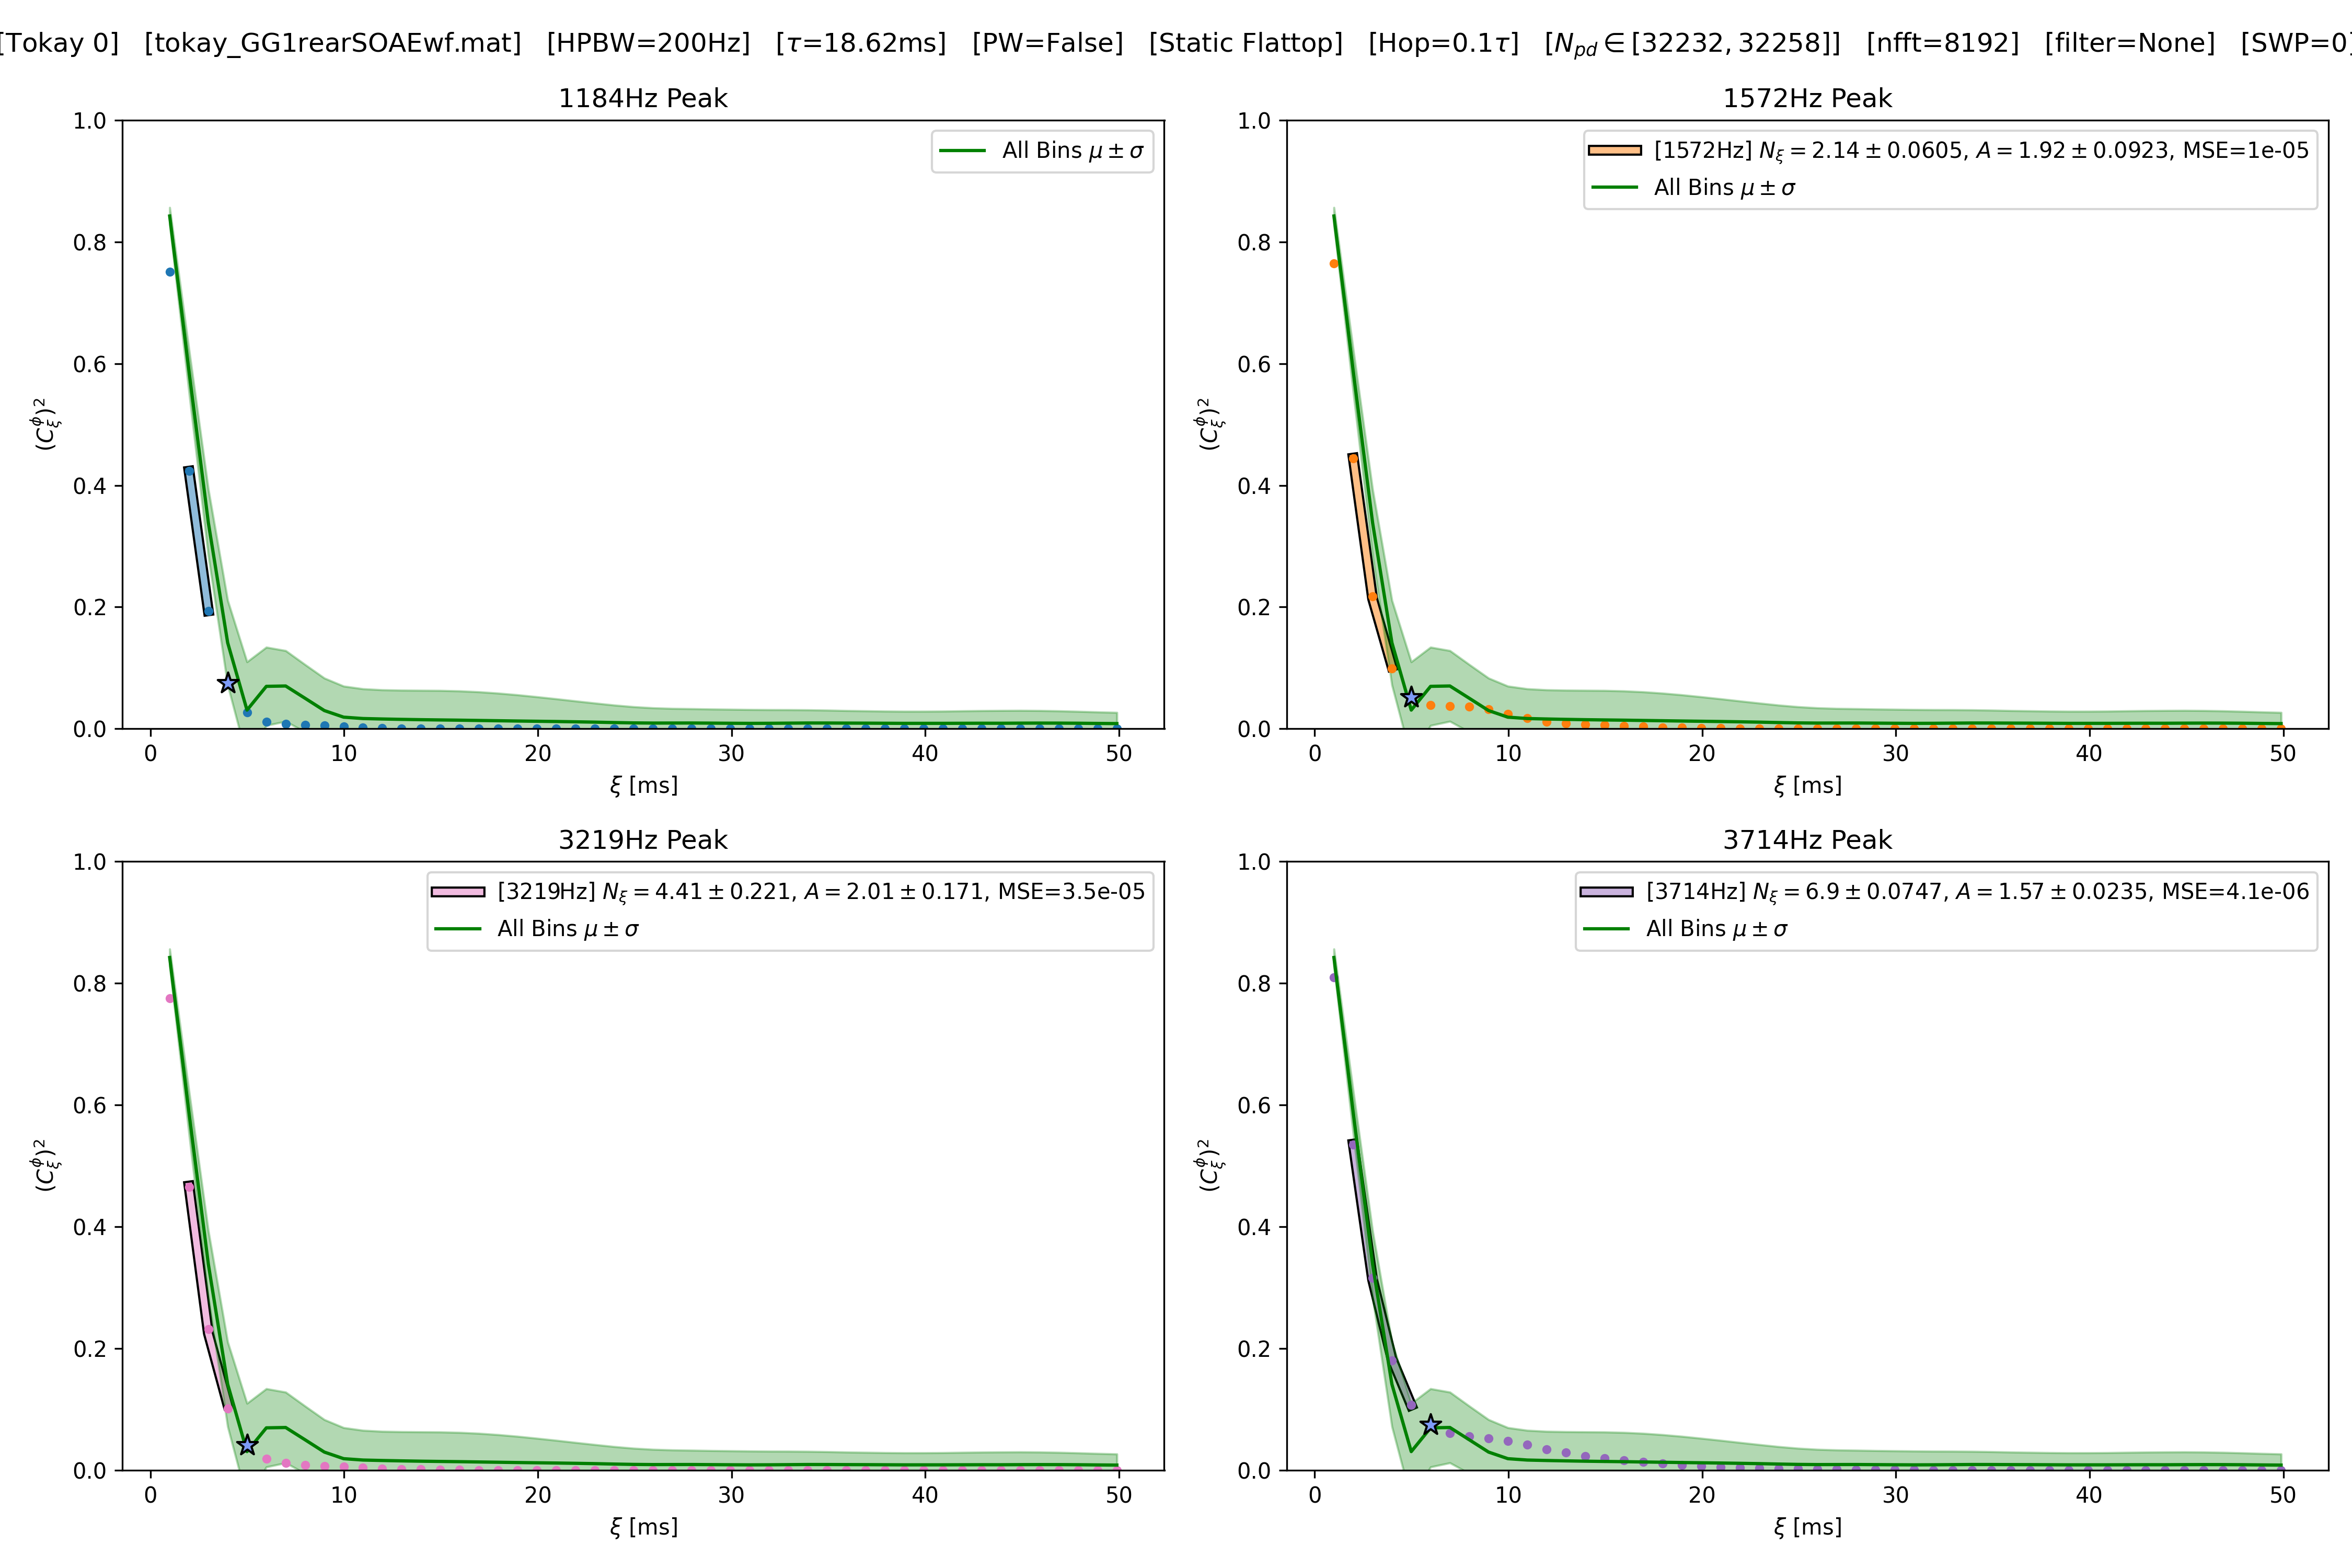 [Tokay 0] [tokay_GG1rearSOAEwf.mat] [HPBW=200Hz] [τ=18.62ms] [PW=False] [Static Flattop] [Hop=0.1τ] [N_pd ∈ [32232, 32258]] [nfft=8192] [filter=None] [SWP=0]
1184Hz Peak
1.0
0.8
0.6
0.4
0.2
0.0
(C_ξ^ϕ)²
0 10 20 30 40 50
ξ [ms]
All Bins μ ± σ
1572Hz Peak
1.0
0.8
0.6
0.4
0.2
0.0
(C_ξ^ϕ)²
0 10 20 30 40 50
ξ [ms]
[1572Hz] N_ξ = 2.14 ± 0.0605, A = 1.92 ± 0.0923, MSE=1e-05
All Bins μ ± σ
3219Hz Peak
1.0
0.8
0.6
0.4
0.2
0.0
(C_ξ^ϕ)²
0 10 20 30 40 50
ξ [ms]
[3219Hz] N_ξ = 4.41 ± 0.221, A = 2.01 ± 0.171, MSE=3.5e-05
All Bins μ ± σ
3714Hz Peak
1.0
0.8
0.6
0.4
0.2
0.0
(C_ξ^ϕ)²
0 10 20 30 40 50
ξ [ms]
[3714Hz] N_ξ = 6.9 ± 0.0747, A = 1.57 ± 0.0235, MSE=4.1e-06
All Bins μ ± σ